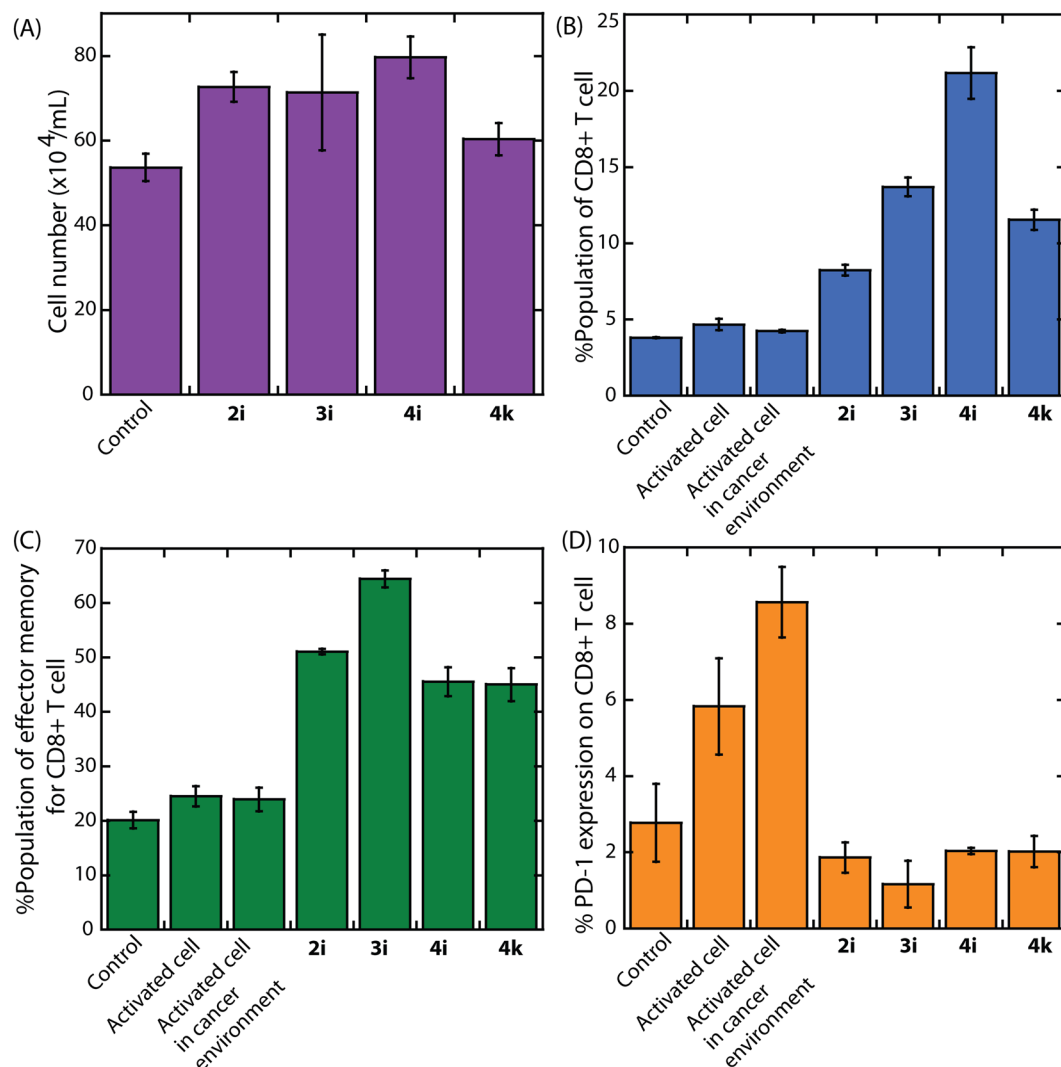 (A)
Cell number (x10^4/mL)
80
60
40
20
0
Control
2i
3i
4i
4k
(B)
%Population of CD8+ T cell
25
20
15
10
5
0
Control
Activated cell
Activated cell
in cancer
environment
2i
3i
4i
4k
(C)
%Population of effector memory
for CD8+ T cell
70
60
50
40
30
20
10
0
Control
Activated cell
Activated cell
in cancer
environment
2i
3i
4i
4k
(D)
% PD-1 expression on CD8+ T cell
10
8
6
4
2
0
Control
Activated cell
Activated cell
in cancer
environment
2i
3i
4i
4k